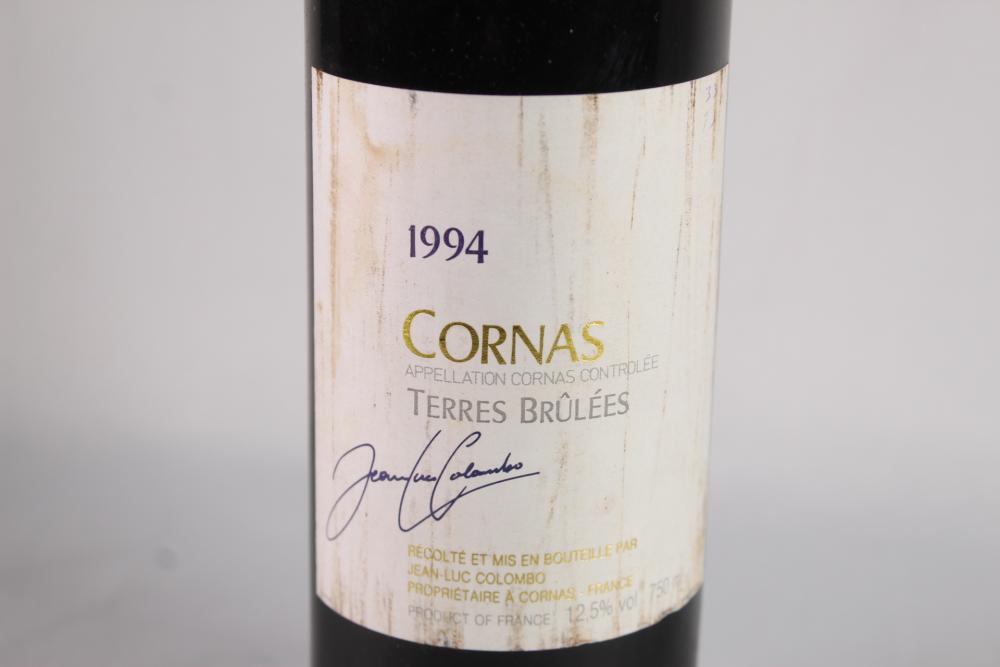 1994
CORNAS
APPELLATION CORNAS CONTROLÉE
TERRES BRÛLÉES
Jean Luc Colombo
RÉCOLTÉ ET MIS EN BOUTEILLE PAR
JEAN-LUC COLOMBO
PROPRIÉTAIRE À CORNAS - FRANCE
PRODUCT OF FRANCE 12,5% vol 750